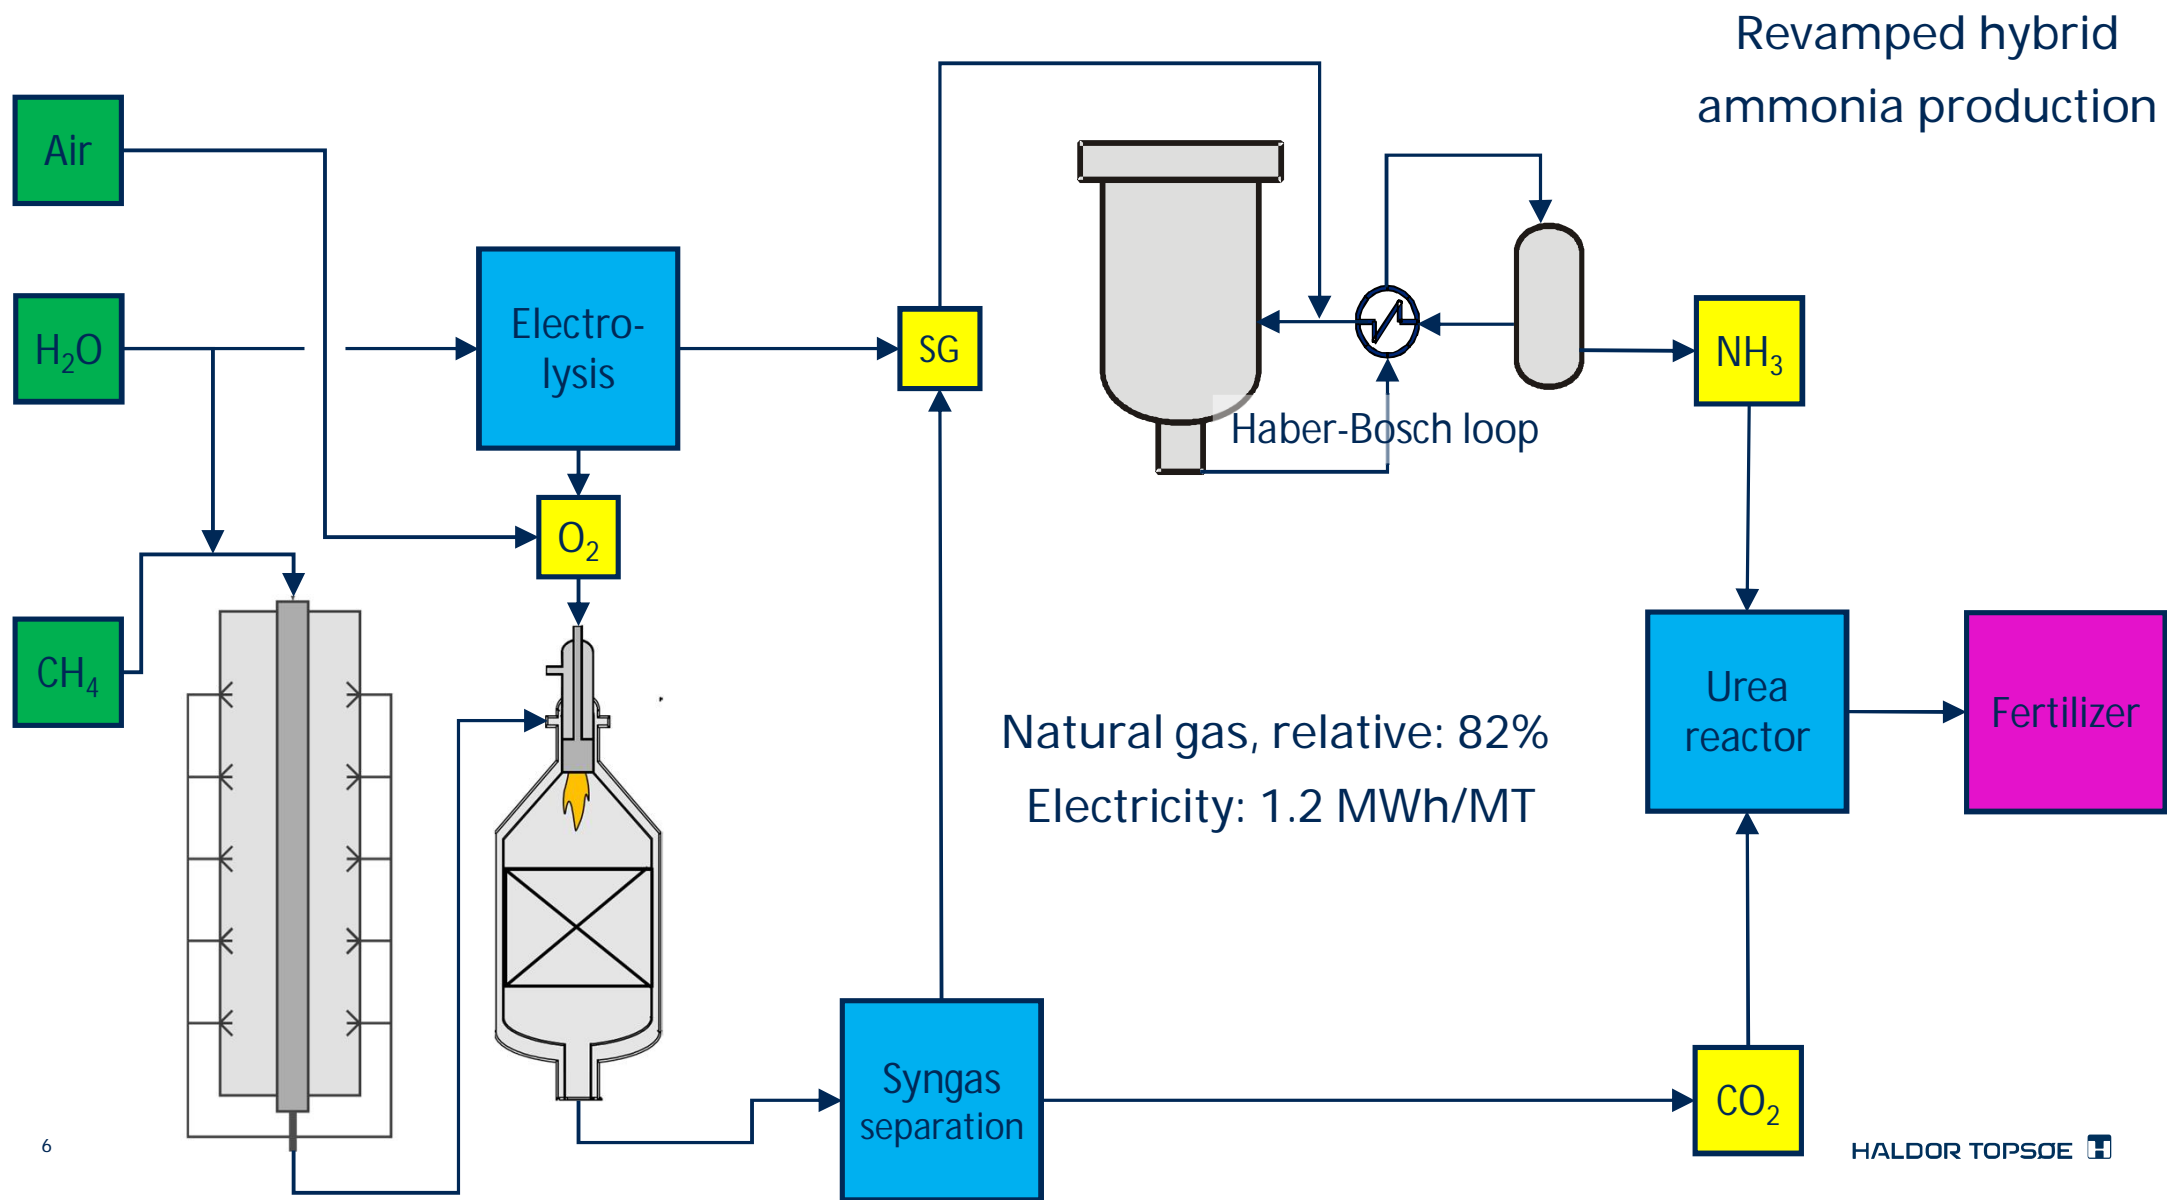 Revamped hybrid
ammonia production
Air
H₂O
CH₄
Electro-
lysis
O₂
SG
Haber-Bosch loop
NH₃
Natural gas, relative: 82%
Electricity: 1.2 MWh/MT
Urea
reactor
Fertilizer
Syngas
separation
CO₂
6
HALDOR TOPSØE